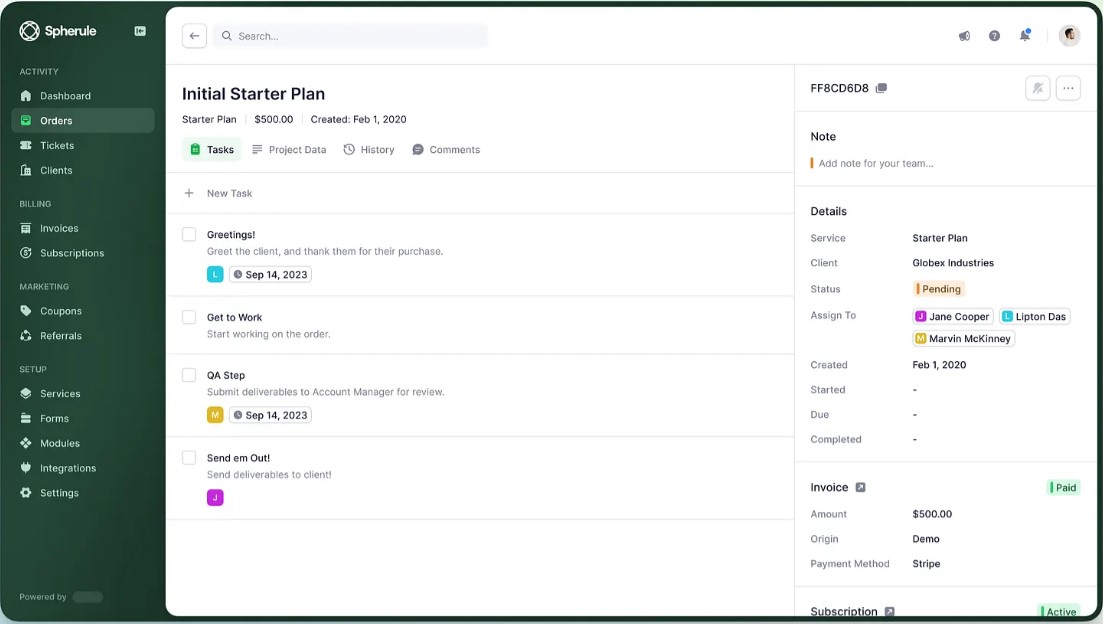 Spherule
ACTIVITY
Dashboard
Orders
Tickets
Clients
BILLING
Invoices
Subscriptions
MARKETING
Coupons
Referrals
SETUP
Services
Forms
Modules
Integrations
Settings
Powered by
Search...
Initial Starter Plan
Starter Plan $500.00 Created: Feb 1, 2020
Tasks Project Data History Comments
New Task
Greetings!
Greet the client, and thank them for their purchase.
L Sep 14, 2023
Get to Work
Start working on the order.
QA Step
Submit deliverables to Account Manager for review.
M Sep 14, 2023
Send em Out!
Send deliverables to client!
J
FF8CD6D8
Note
Add note for your team...
Details
Service Starter Plan
Client Globex Industries
Status Pending
Assign To J Jane Cooper L Lipton Das
M Marvin McKinney
Created Feb 1, 2020
Started -
Due -
Completed -
Invoice Paid
Amount $500.00
Origin Demo
Payment Method Stripe
Subscription Active